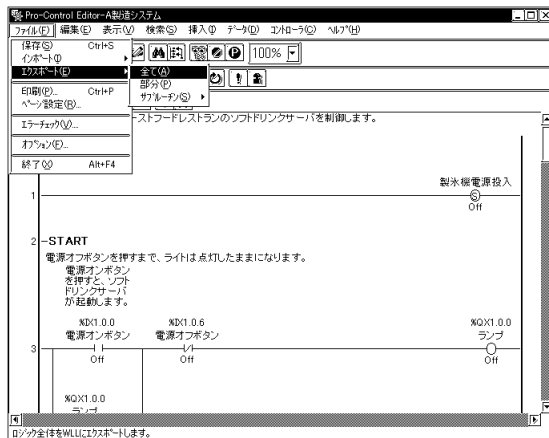 Pro-Control Editor-A製造システム
ファイル(F) 編集(E) 表示(V) 検索(S) 挿入(I) データ(D) コントローラ(C) ヘルプ(H)
保存(S) Ctrl+S
インポート(I)
エクスポート(E)
印刷(P)... Ctrl+P
ページ設定(R)...
エラーチェック(V)...
オプション(F)...
終了(X) Alt+F4
全て(A)
部分(P)
サブルーチン(S)
100%
ーストフードレストランのソフトドリンクサーバを制御します。
製氷機電源投入
S
1
Off
2 -START
電源オフボタンを押すまで、ライトは点灯したままになります。
電源オンボタン
を押すと、ソフト
ドリンクサーバ
が起動します。
%IX1.0.0 %IX1.0.6 %QX1.0.0
電源オンボタン 電源オフボタン ランプ
3
Off Off Off
%QX1.0.0
ランプ
ロジック全体をWLLにエクスポートします。